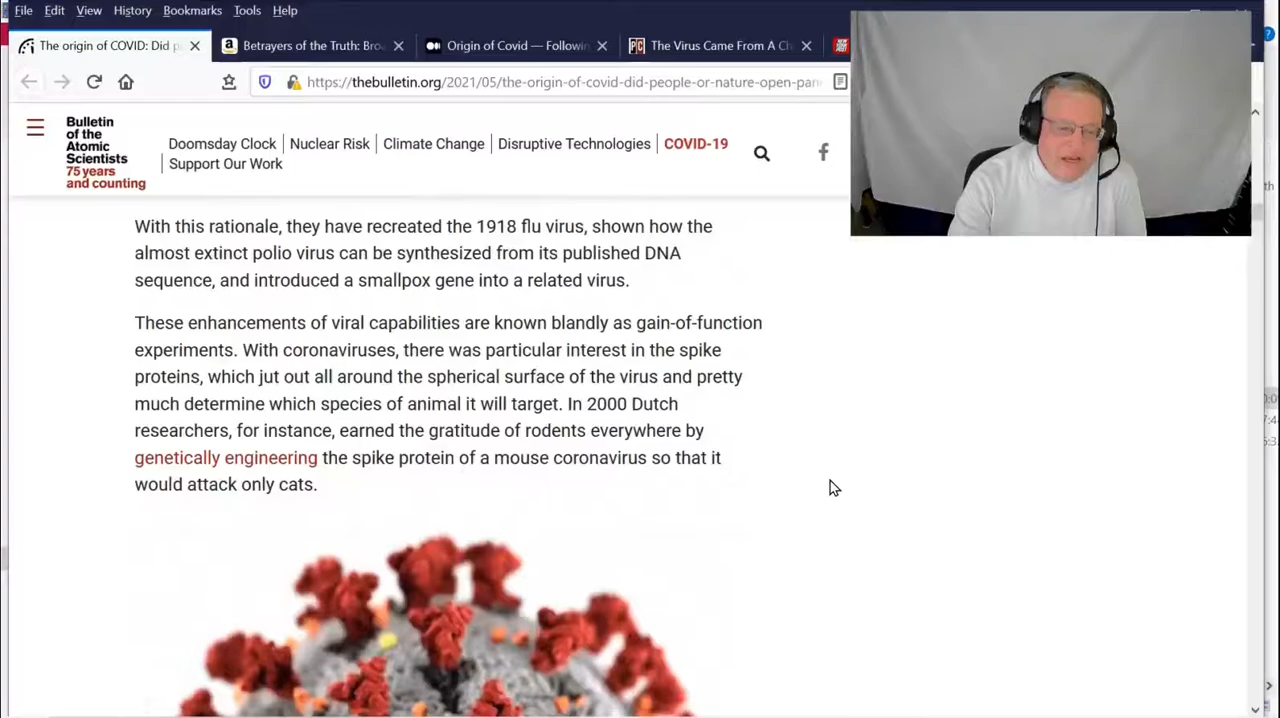 File Edit View History Bookmarks Tools Help
The origin of COVID: Did p
Betrayers of the Truth: Bro
Origin of Covid — Followin
The Virus Came From A Ch
https://thebulletin.org/2021/05/the-origin-of-covid-did-people-or-nature-open-pan
Bulletin
of the
Atomic
Scientists
75 years
and counting
Doomsday Clock | Nuclear Risk | Climate Change | Disruptive Technologies | COVID-19
| Support Our Work
With this rationale, they have recreated the 1918 flu virus, shown how the
almost extinct polio virus can be synthesized from its published DNA
sequence, and introduced a smallpox gene into a related virus.
These enhancements of viral capabilities are known blandly as gain-of-function
experiments. With coronaviruses, there was particular interest in the spike
proteins, which jut out all around the spherical surface of the virus and pretty
much determine which species of animal it will target. In 2000 Dutch
researchers, for instance, earned the gratitude of rodents everywhere by
genetically engineering the spike protein of a mouse coronavirus so that it
would attack only cats.